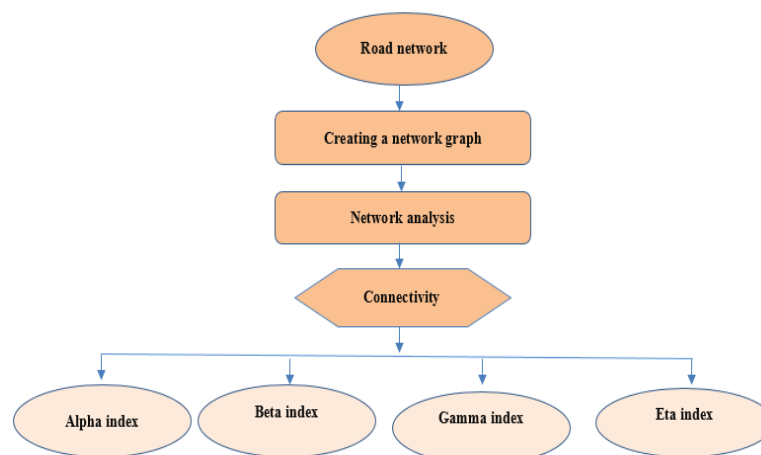 Road network
Creating a network graph
Network analysis
Connectivity
Alpha index
Beta index
Gamma index
Eta index